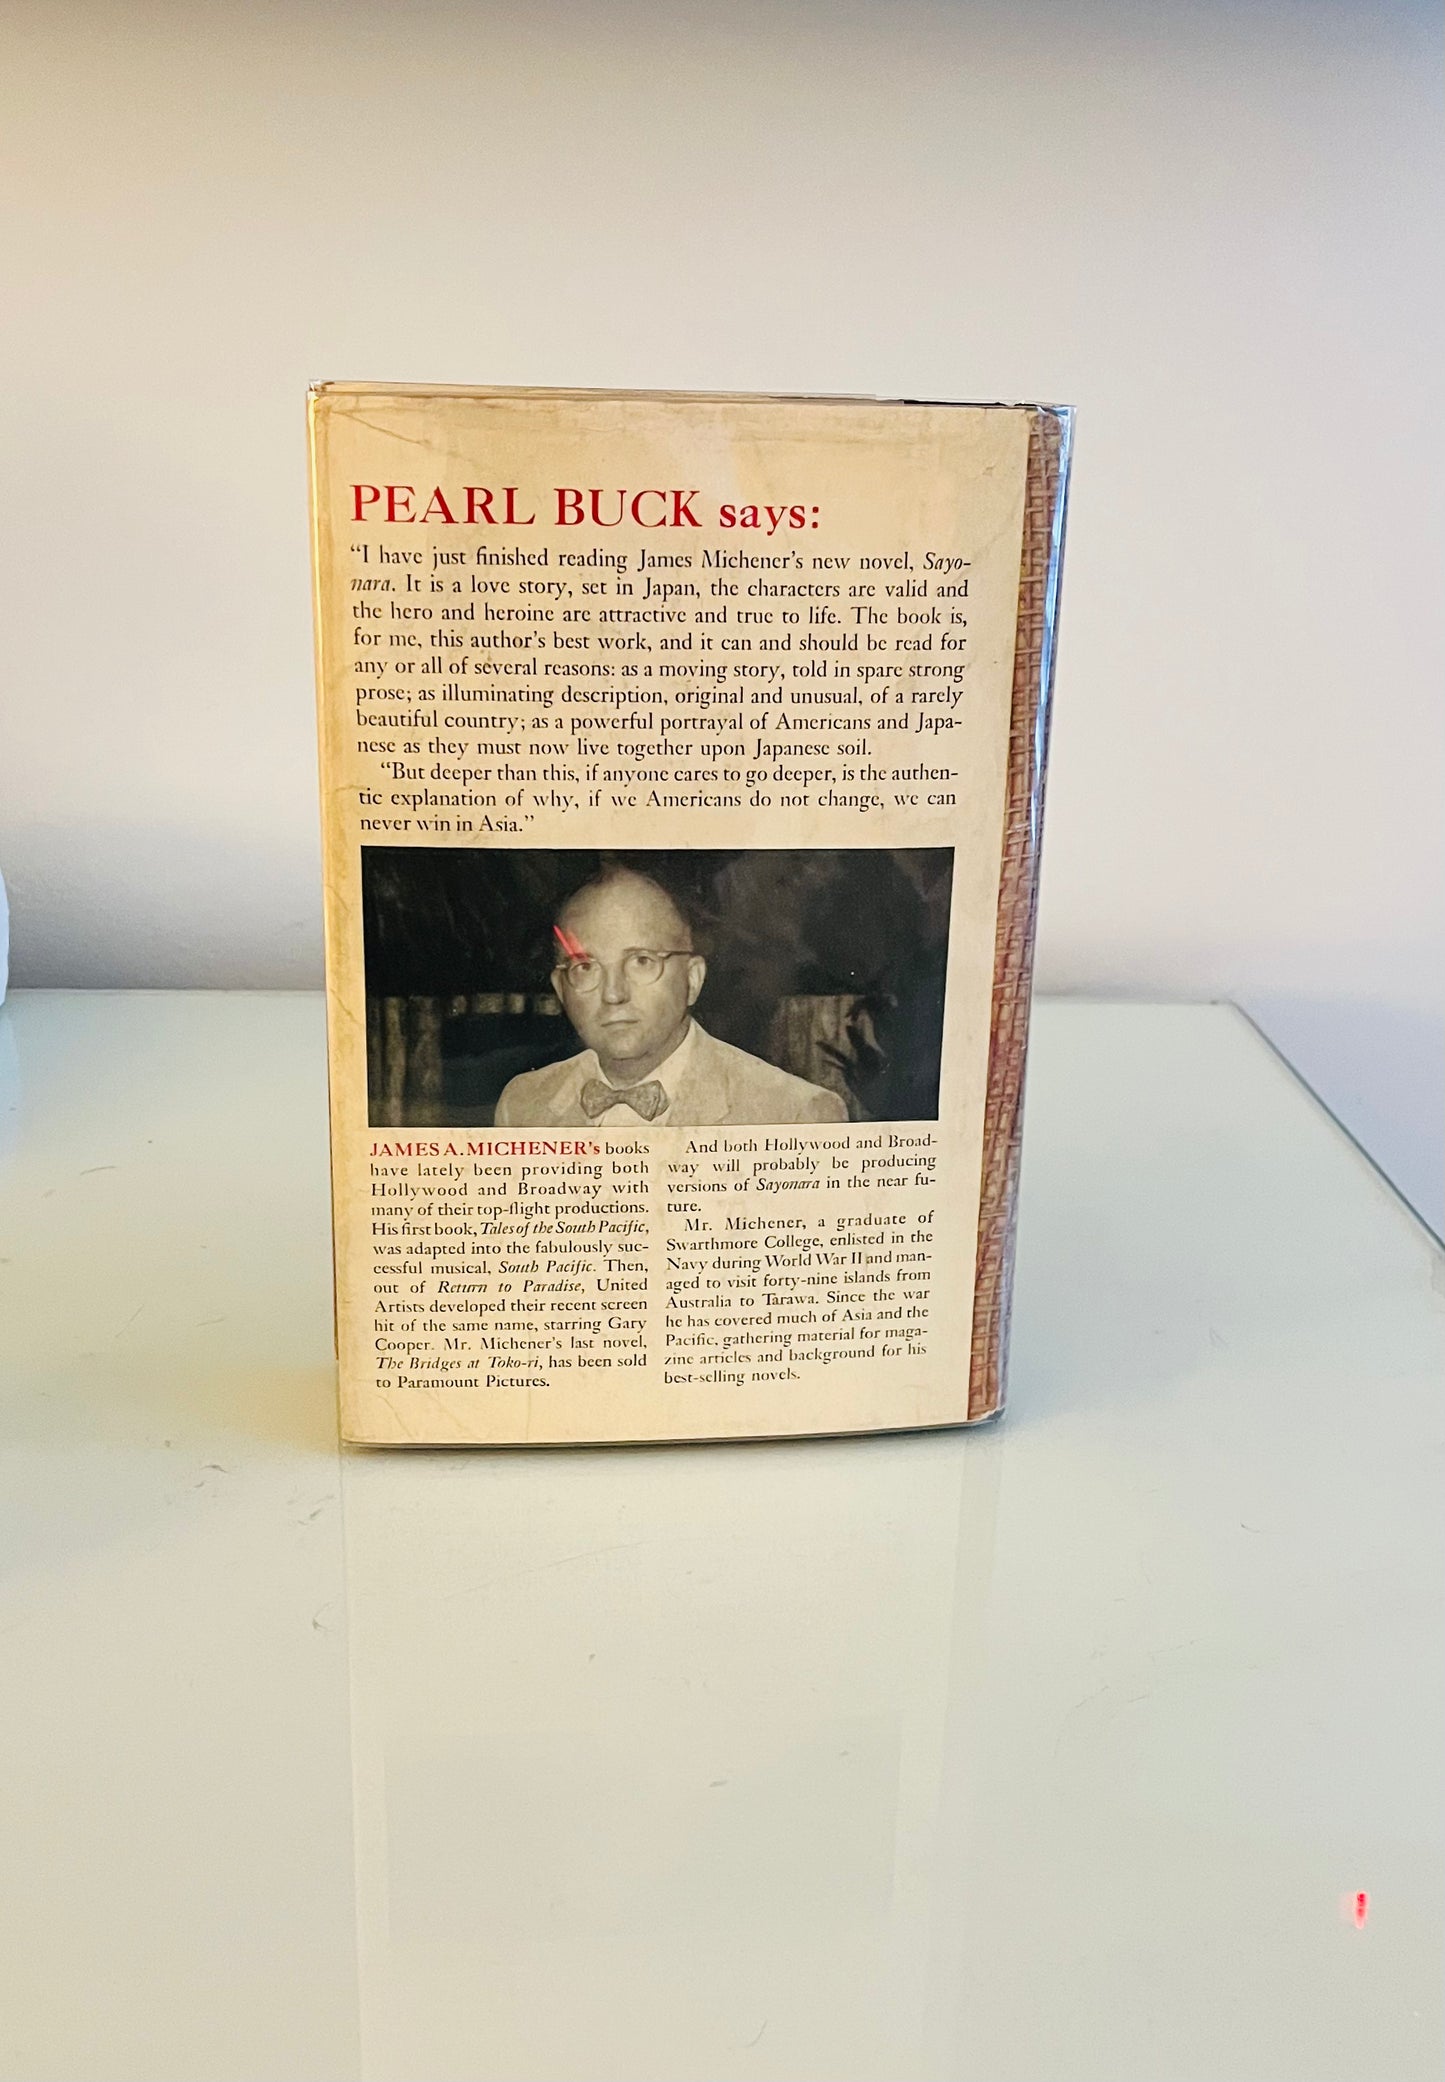 PEARL BUCK says:
“I have just finished reading James Michener’s new novel, Sayo-
nara. It is a love story, set in Japan, the characters are valid and
the hero and heroine are attractive and true to life. The book is,
for me, this author’s best work, and it can and should be read for
any or all of several reasons: as a moving story, told in spare strong
prose; as illuminating description, original and unusual, of a rarely
beautiful country; as a powerful portrayal of Americans and Japa-
nese as they must now live together upon Japanese soil.
“But deeper than this, if anyone cares to go deeper, is the authen-
tic explanation of why, if we Americans do not change, we can
never win in Asia.”
JAMES A. MICHENER’s books
have lately been providing both
Hollywood and Broadway with
many of their top-flight productions.
His first book, Tales of the South Pacific,
was adapted into the fabulously suc-
cessful musical, South Pacific. Then,
out of Return to Paradise, United
Artists developed their recent screen
hit of the same name, starring Gary
Cooper. Mr. Michener’s last novel,
The Bridges at Toko-ri, has been sold
to Paramount Pictures.
And both Hollywood and Broad-
way will probably be producing
versions of Sayonara in the near fu-
ture.
Mr. Michener, a graduate of
Swarthmore College, enlisted in the
Navy during World War II and man-
aged to visit forty-nine islands from
Australia to Tarawa. Since the war
he has covered much of Asia and the
Pacific, gathering material for maga-
zine articles and background for his
best-selling novels.